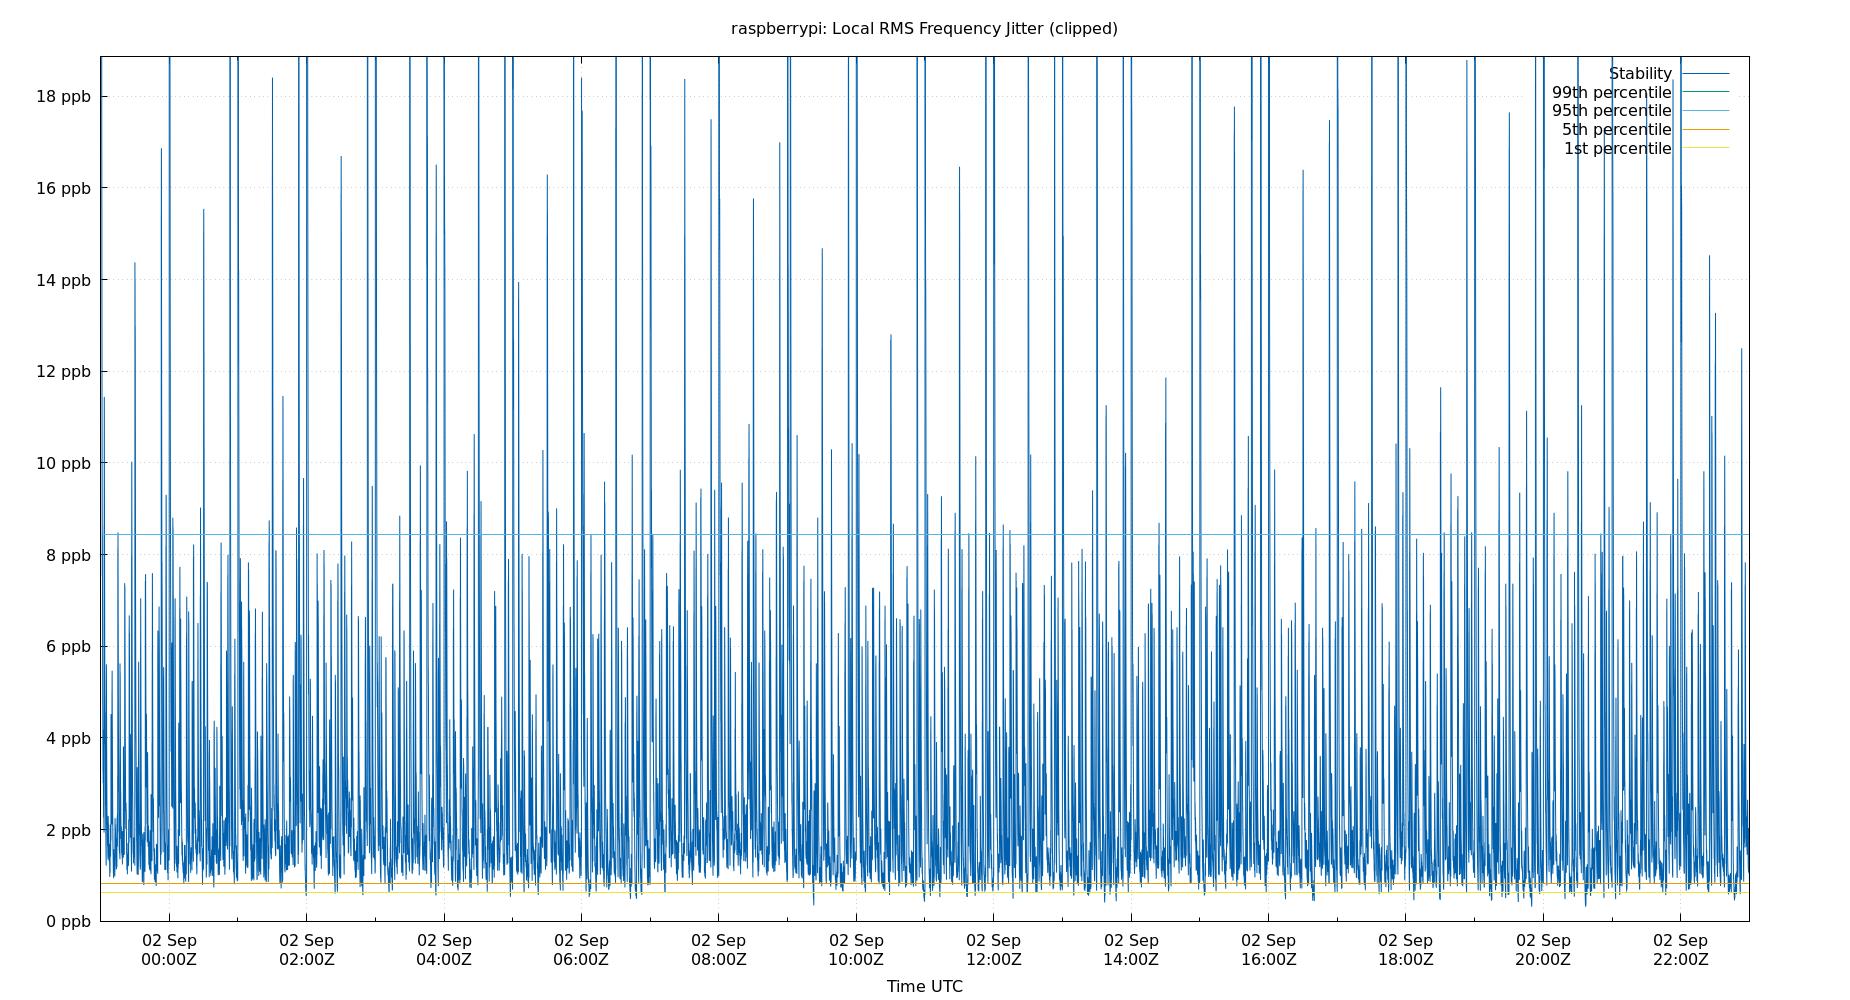 raspberrypi: Local RMS Frequency Jitter (clipped)
Stability
99th percentile
95th percentile
5th percentile
1st percentile
18 ppb
16 ppb
14 ppb
12 ppb
10 ppb
8 ppb
6 ppb
4 ppb
2 ppb
0 ppb
02 Sep 02 Sep 02 Sep 02 Sep 02 Sep 02 Sep 02 Sep 02 Sep 02 Sep 02 Sep 02 Sep 02 Sep
00:00Z 02:00Z 04:00Z 06:00Z 08:00Z 10:00Z 12:00Z 14:00Z 16:00Z 18:00Z 20:00Z 22:00Z
Time UTC